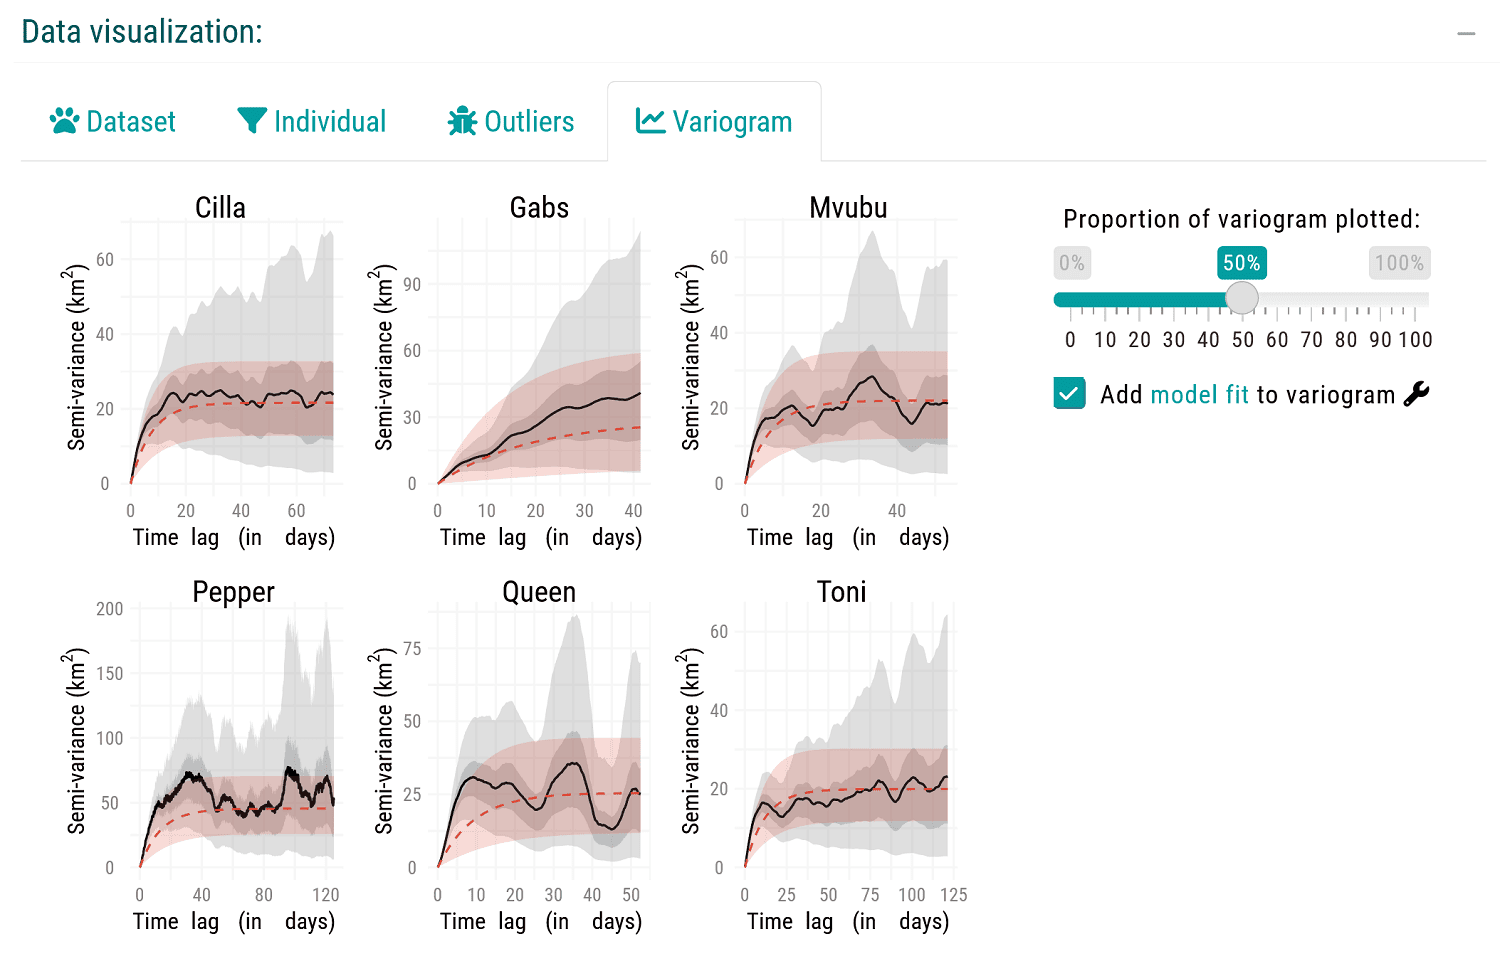 Data visualization:
Dataset Individual Outliers Variogram
Cilla
Semi-variance (km²)
60
40
20
0
0 20 40 60
Time lag (in days)
Gabs
Semi-variance (km²)
90
60
30
0
0 10 20 30 40
Time lag (in days)
Mvubu
Semi-variance (km²)
60
40
20
0
0 20 40
Time lag (in days)
Proportion of variogram plotted:
0% 50% 100%
0 10 20 30 40 50 60 70 80 90 100
Add model fit to variogram
Pepper
Semi-variance (km²)
200
150
100
50
0
0 40 80 120
Time lag (in days)
Queen
Semi-variance (km²)
75
50
25
0
0 10 20 30 40 50
Time lag (in days)
Toni
Semi-variance (km²)
60
40
20
0
0 25 50 75 100 125
Time lag (in days)